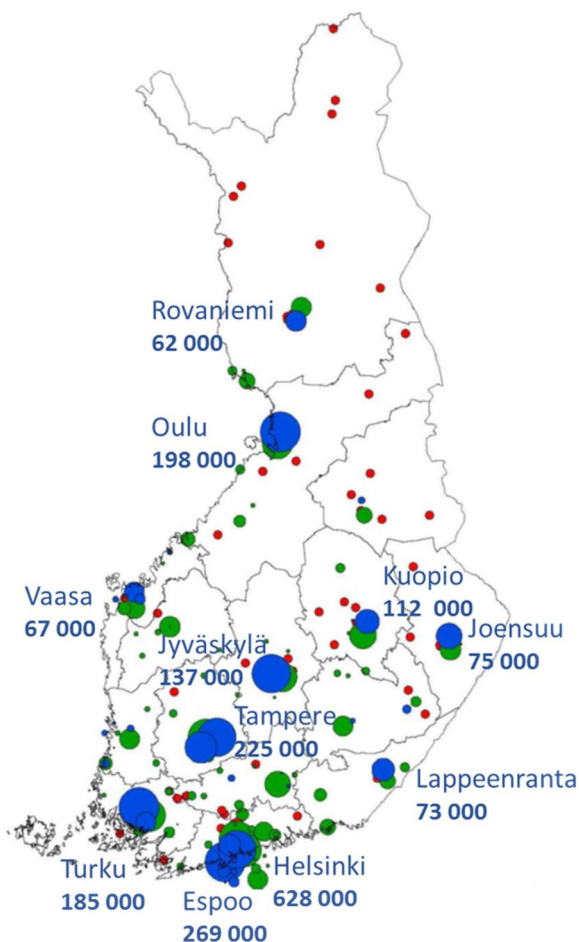 Rovaniemi
62 000
Oulu
198 000
Vaasa
67 000
Kuopio
112 000
Joensuu
75 000
Jyväskylä
137 000
Tampere
225 000
Lappeenranta
73 000
Turku
185 000
Helsinki
628 000
Espoo
269 000